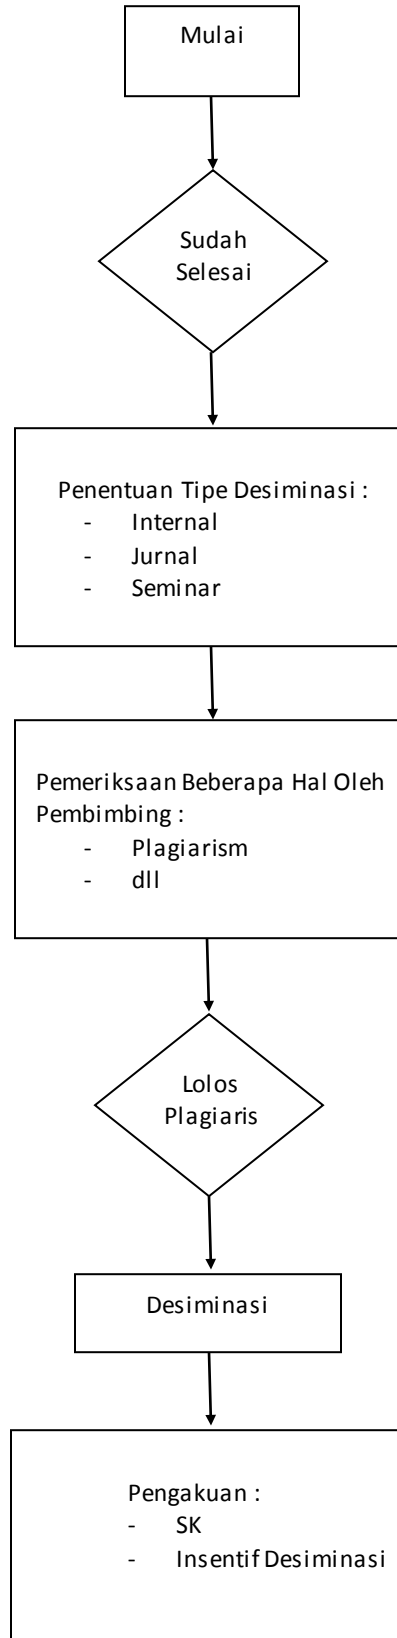 Mulai
Sudah
Selesai
Penentuan Tipe Desiminasi :
- Internal
- Jurnal
- Seminar
Pemeriksaan Beberapa Hal Oleh
Pembimbing :
- Plagiarism
- dll
Lolos
Plagiaris
Desiminasi
Pengakuan :
- SK
- Insentif Desiminasi